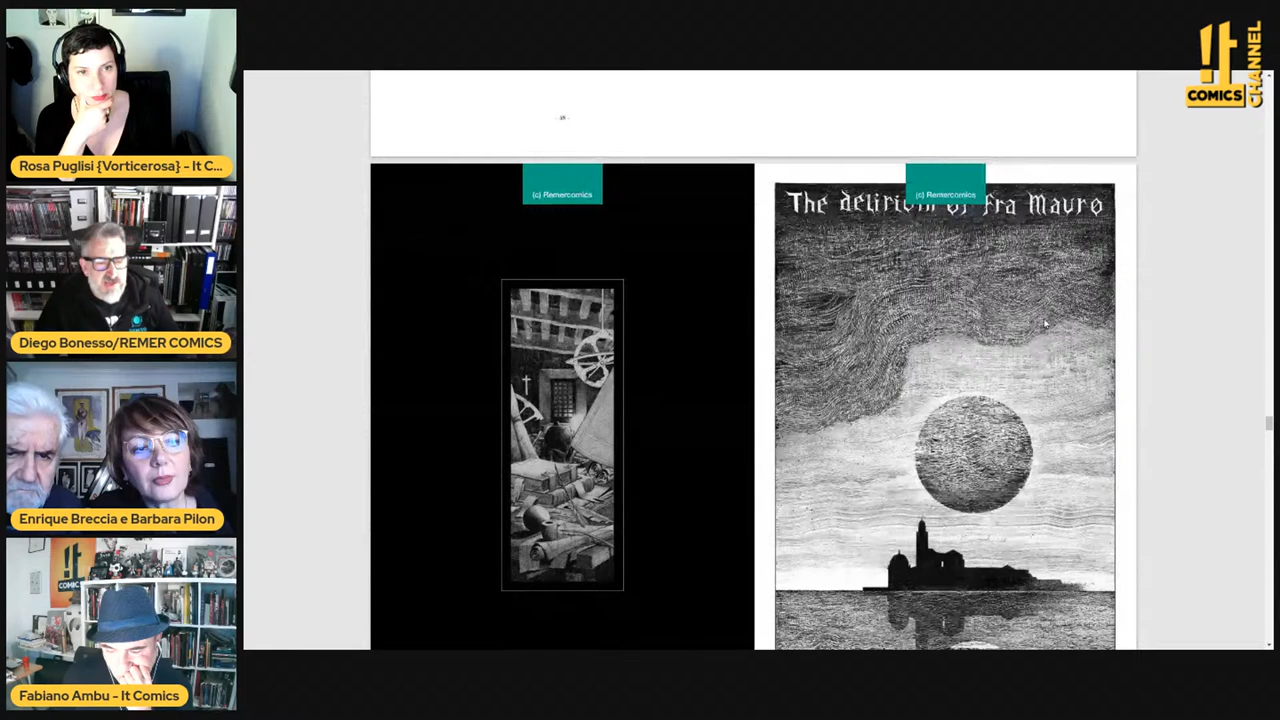 Rosa Puglisi {Vorticerosa} - It C...
Diego Bonesso/REMER COMICS
Enrique Breccia e Barbara Pilon
Fabiano Ambu - It Comics
(c) Remercomics
(c) Remercomics
The delirium of Fra Mauro
!t
COMICS
CHANNEL